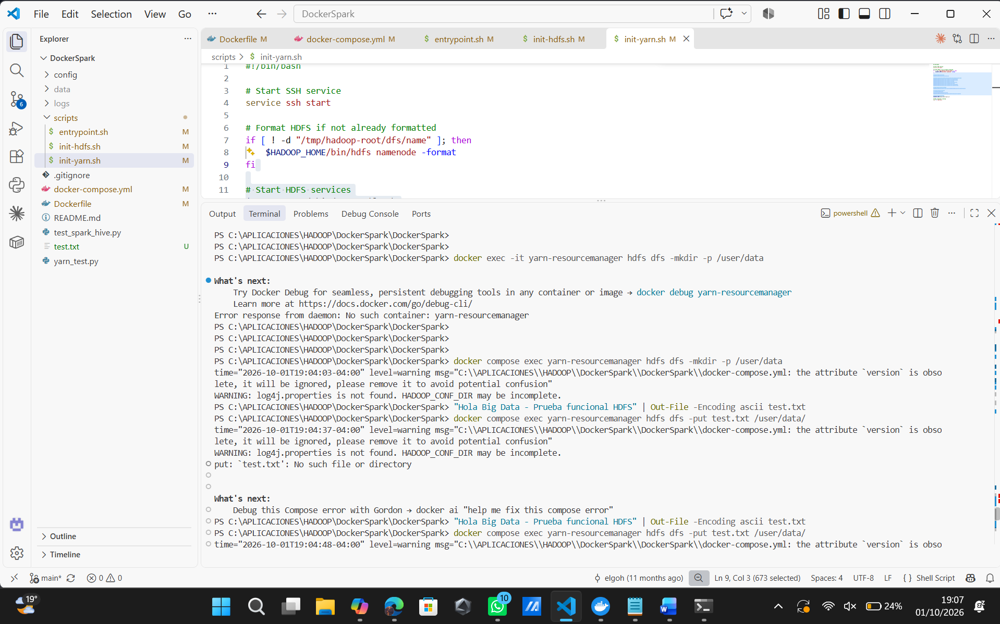 File Edit Selection View Go ··· DockerSpark
Explorer
DockerSpark
config
data
logs
scripts
entrypoint.sh M
init-hdfs.sh M
init-yarn.sh M
.gitignore
docker-compose.yml M
Dockerfile M
README.md
test_spark_hive.py
test.txt U
yarn_test.py
Outline
Timeline
Dockerfile M docker-compose.yml M $ entrypoint.sh M $ init-hdfs.sh M $ init-yarn.sh M
scripts > $ init-yarn.sh
1 #!/bin/bash
2
3 # Start SSH service
4 service ssh start
5
6 # Format HDFS if not already formatted
7 if [ ! -d "/tmp/hadoop-root/dfs/name" ]; then
8 $HADOOP_HOME/bin/hdfs namenode -format
9 fi
10
11 # Start HDFS services
Output Terminal Problems Debug Console Ports powershell
PS C:\APLICACIONES\HADOOP\DockerSpark\DockerSpark>
PS C:\APLICACIONES\HADOOP\DockerSpark\DockerSpark>
PS C:\APLICACIONES\HADOOP\DockerSpark\DockerSpark> docker exec -it yarn-resourcemanager hdfs dfs -mkdir -p /user/data
What's next:
Try Docker Debug for seamless, persistent debugging tools in any container or image → docker debug yarn-resourcemanager
Learn more at https://docs.docker.com/go/debug-cli/
Error response from daemon: No such container: yarn-resourcemanager
PS C:\APLICACIONES\HADOOP\DockerSpark\DockerSpark>
PS C:\APLICACIONES\HADOOP\DockerSpark\DockerSpark>
PS C:\APLICACIONES\HADOOP\DockerSpark\DockerSpark>
PS C:\APLICACIONES\HADOOP\DockerSpark\DockerSpark> docker compose exec yarn-resourcemanager hdfs dfs -mkdir -p /user/data
time="2026-10-01T19:04:03-04:00" level=warning msg="C:\\APLICACIONES\\HADOOP\\DockerSpark\\DockerSpark\\docker-compose.yml: the attribute `version` is obso
lete, it will be ignored, please remove it to avoid potential confusion"
WARNING: log4j.properties is not found. HADOOP_CONF_DIR may be incomplete.
PS C:\APLICACIONES\HADOOP\DockerSpark\DockerSpark> "Hola Big Data - Prueba funcional HDFS" | Out-File -Encoding ascii test.txt
PS C:\APLICACIONES\HADOOP\DockerSpark\DockerSpark> docker compose exec yarn-resourcemanager hdfs dfs -put test.txt /user/data/
time="2026-10-01T19:04:37-04:00" level=warning msg="C:\\APLICACIONES\\HADOOP\\DockerSpark\\DockerSpark\\docker-compose.yml: the attribute `version` is obso
lete, it will be ignored, please remove it to avoid potential confusion"
WARNING: log4j.properties is not found. HADOOP_CONF_DIR may be incomplete.
put: `test.txt': No such file or directory
What's next:
Debug this Compose error with Gordon → docker ai "help me fix this compose error"
PS C:\APLICACIONES\HADOOP\DockerSpark\DockerSpark> "Hola Big Data - Prueba funcional HDFS" | Out-File -Encoding ascii test.txt
PS C:\APLICACIONES\HADOOP\DockerSpark\DockerSpark> docker compose exec yarn-resourcemanager hdfs dfs -put test.txt /user/data/
time="2026-10-01T19:04:48-04:00" level=warning msg="C:\\APLICACIONES\\HADOOP\\DockerSpark\\DockerSpark\\docker-compose.yml: the attribute `version` is obso
6
main* 0 0 elgoh (11 months ago) Ln 9, Col 3 (673 selected) Spaces: 4 UTF-8 LF {} Shell Script
19° 10 24% 19:07
01/10/2026